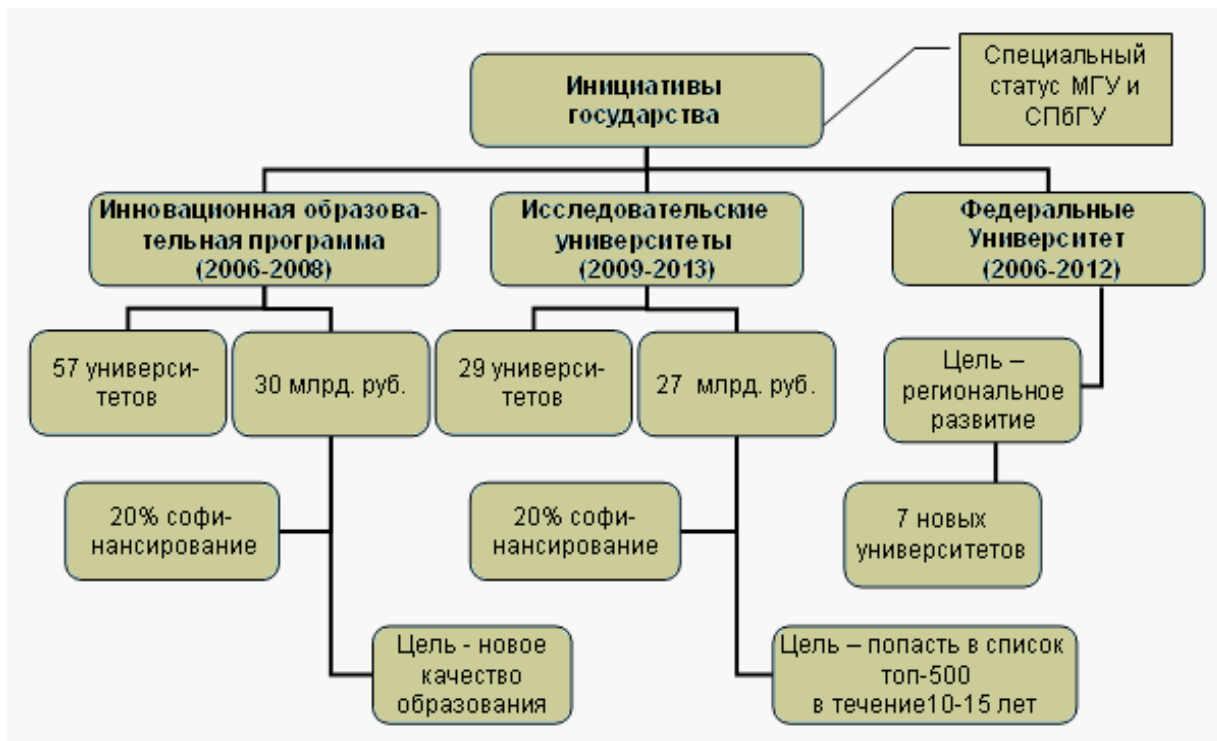 Специальный
статус МГУ и
СПбГУ
Инициативы
государства
Инновационная образова-
тельная программа
(2006-2008)
Исследовательские
университеты
(2009-2013)
Федеральные
Университет
(2006-2012)
57 универси-
тетов
30 млрд. руб.
29 универси-
тетов
27 млрд. руб.
Цель –
региональное
развитие
20% софи-
нансирование
20% софи-
нансирование
7 новых
университетов
Цель - новое
качество
образования
Цель – попасть в список
топ-500
в течение10-15 лет